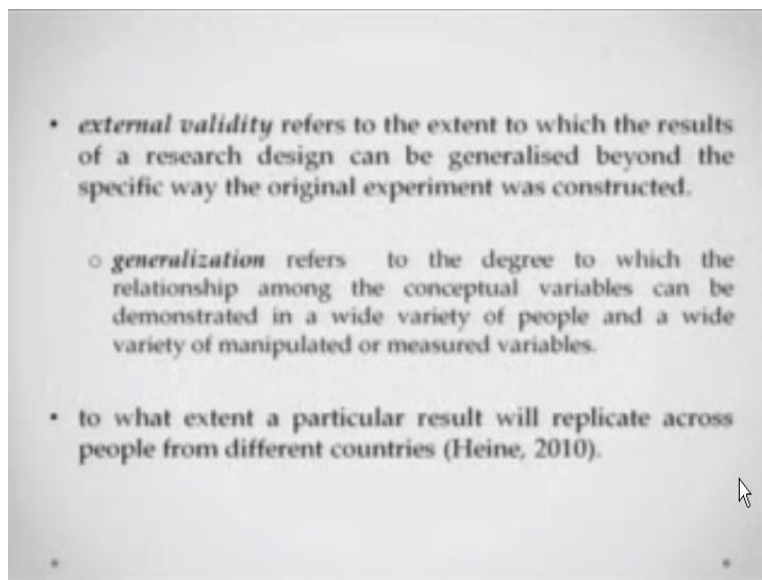 • external validity refers to the extent to which the results
of a research design can be generalised beyond the
specific way the original experiment was constructed.
o generalization refers to the degree to which the
relationship among the conceptual variables can be
demonstrated in a wide variety of people and a wide
variety of manipulated or measured variables.
• to what extent a particular result will replicate across
people from different countries (Heine, 2010).